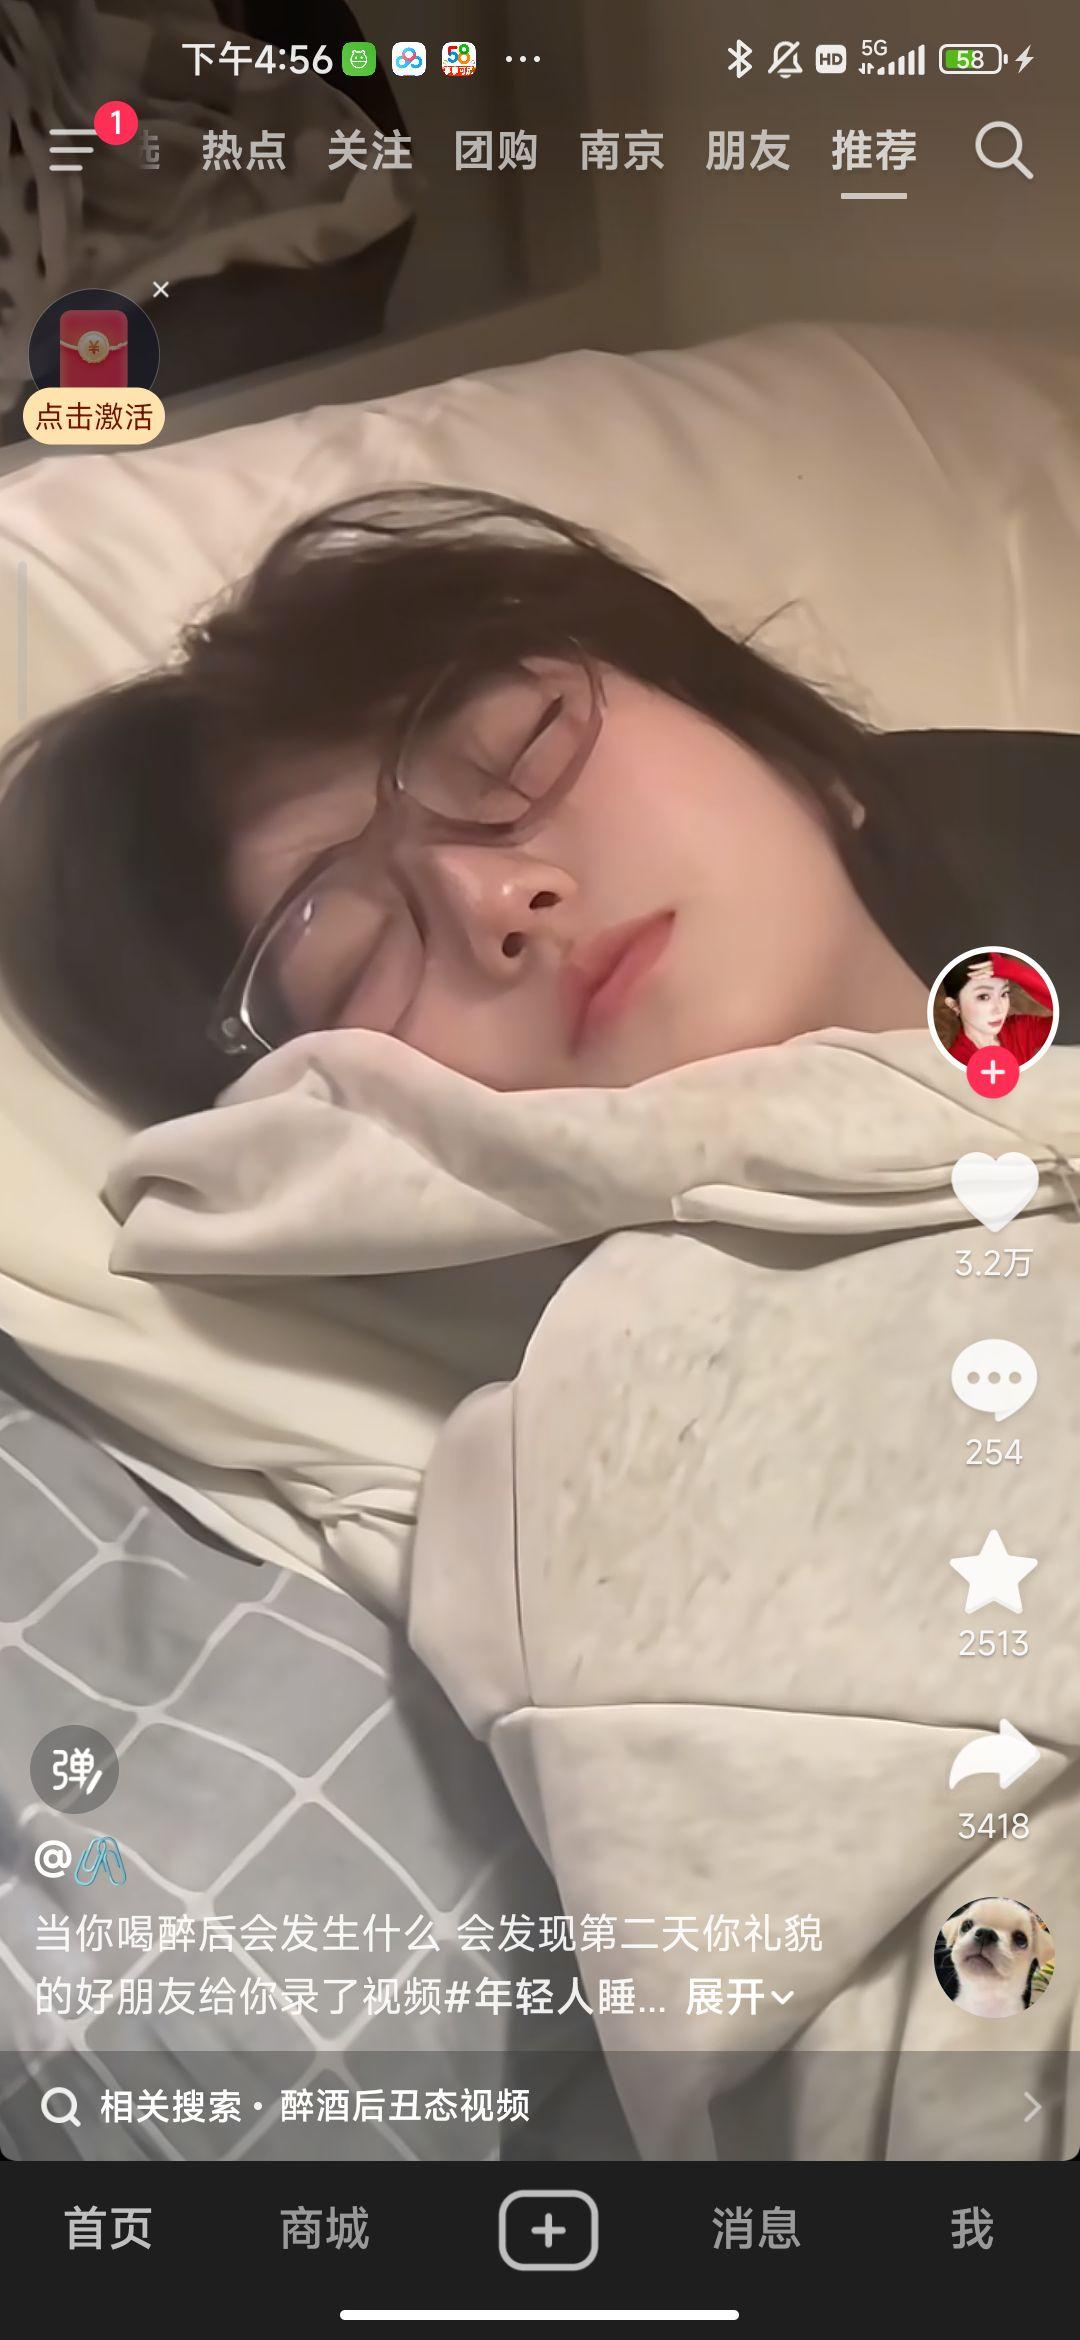 下午4:56
58
HD
5G
58
1
热点 关注 团购 南京 朋友 推荐
点击激活
3.2万
254
2513
3418
弹
@
当你喝醉后会发生什么 会发现第二天你礼貌
的好朋友给你录了视频#年轻人睡... 展开
相关搜索·醉酒后丑态视频
首页 商城 消息 我